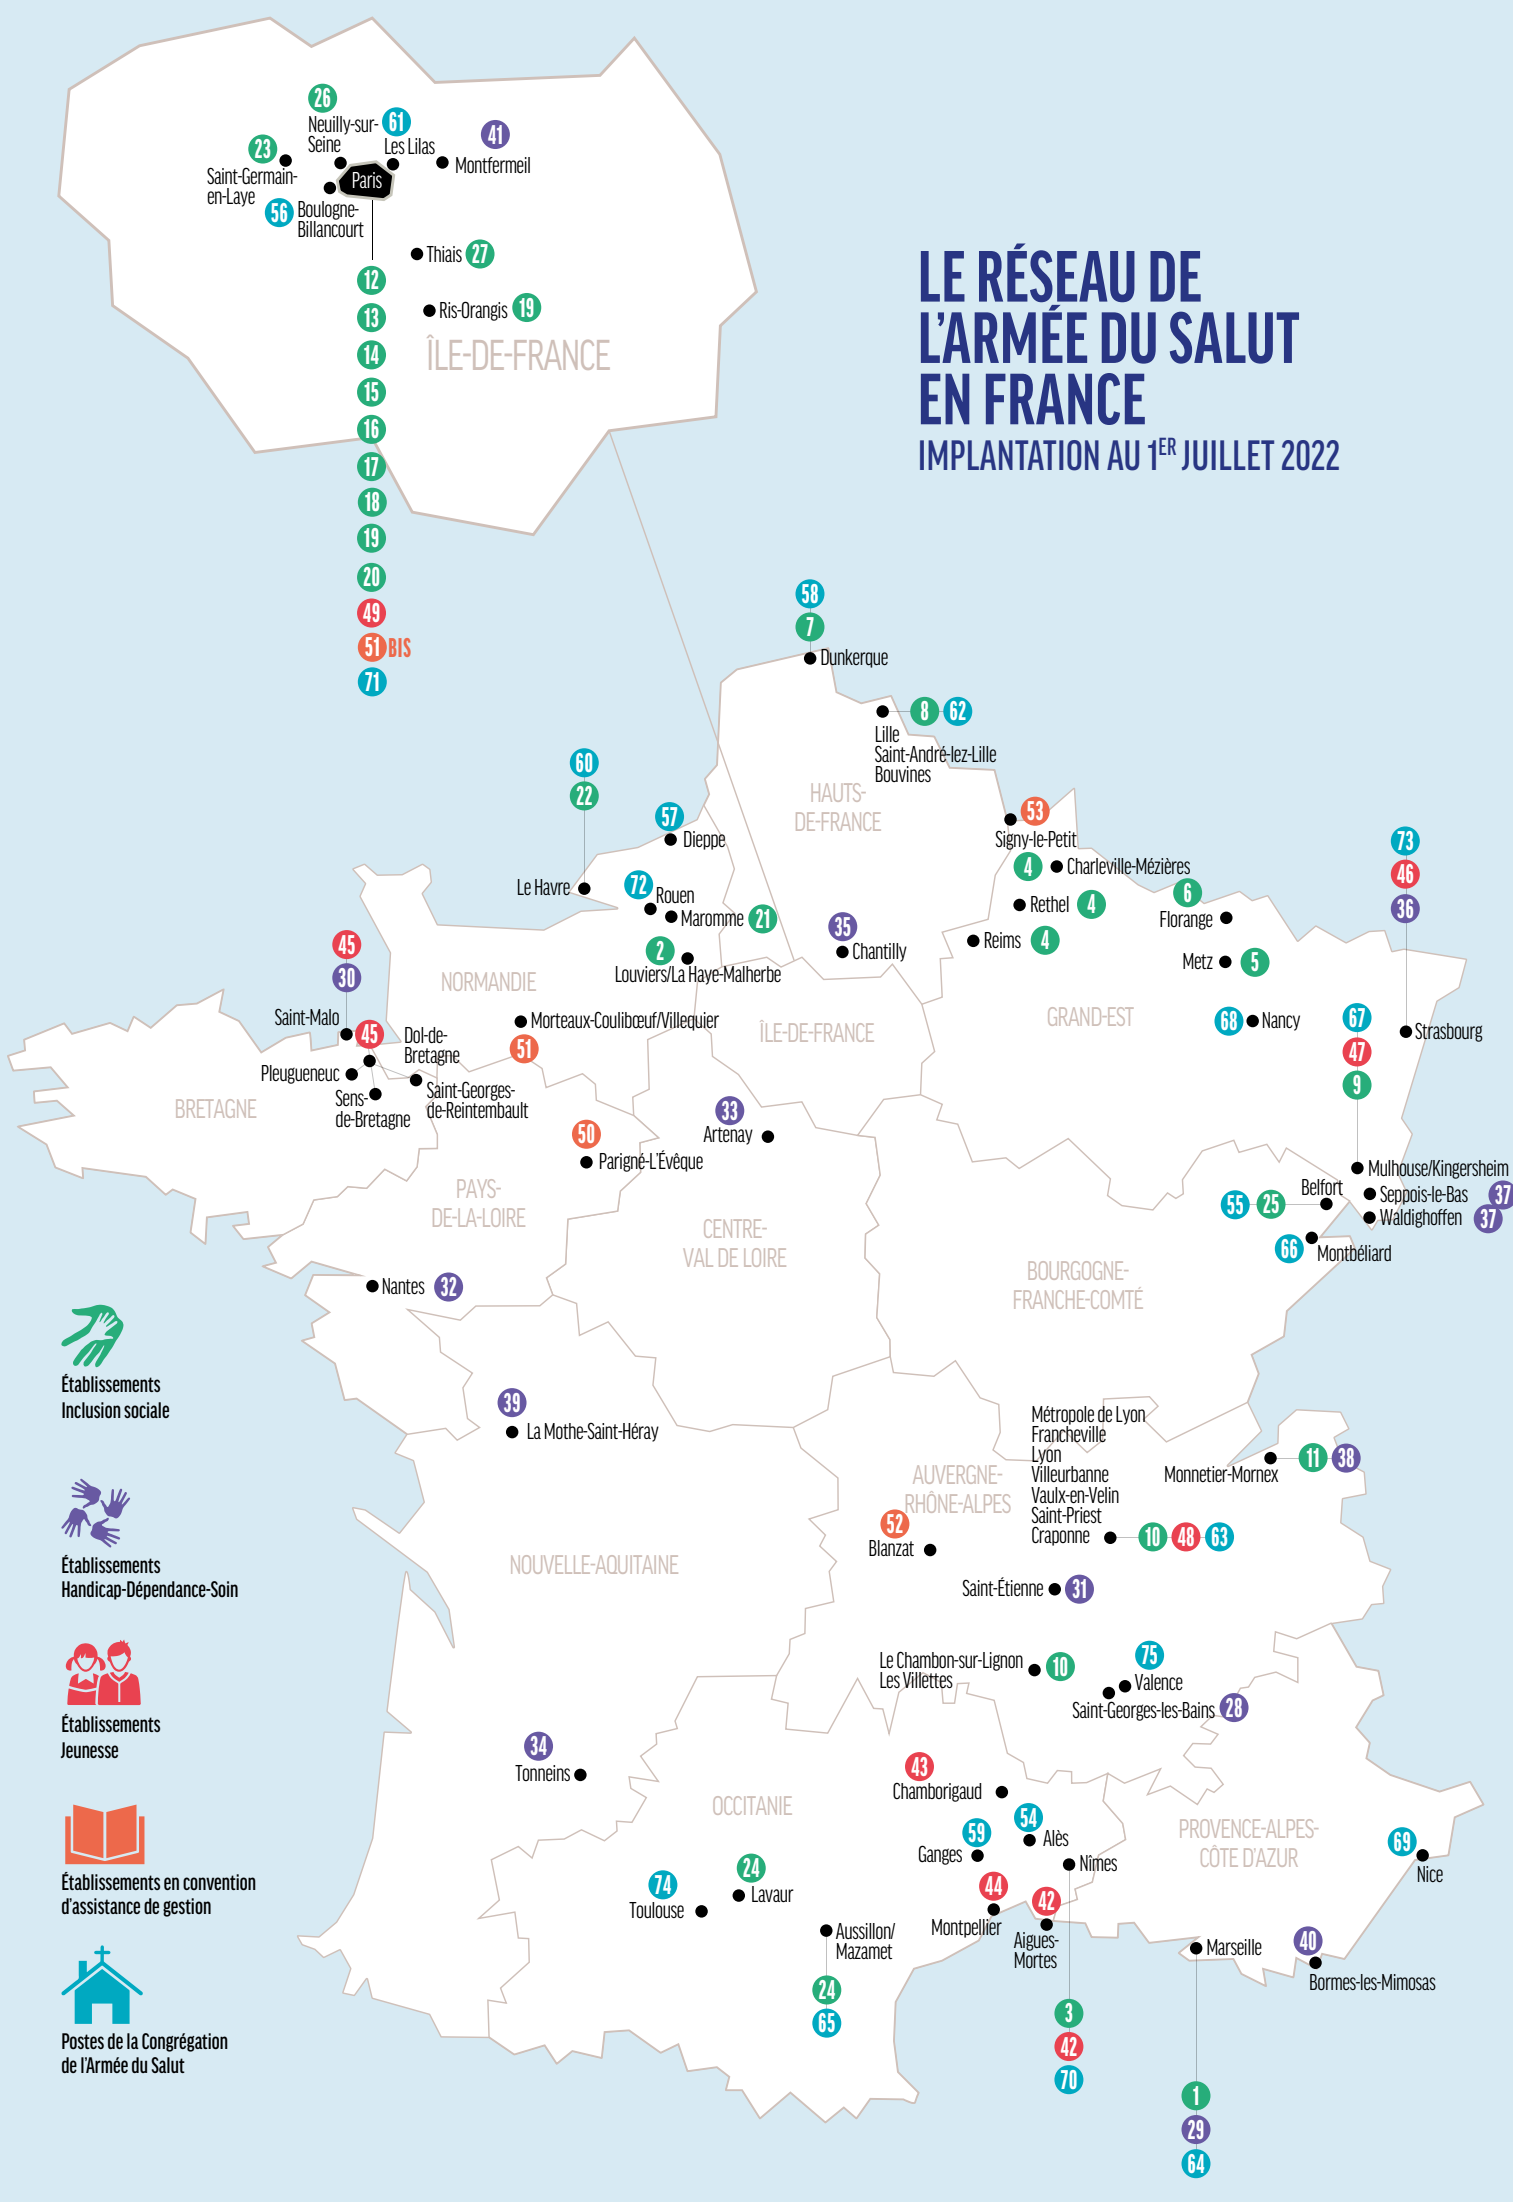 26
Neuilly-sur-
Seine
61
Les Lilas
41
Montfermeil
23
Saint-Germain-
en-Laye
Paris
56
Boulogne-
Billancourt
Thiais 27
Ris-Orangis 19
ÎLE-DE-FRANCE
12
13
14
15
16
17
18
19
20
49
51 BIS
71
LE RÉSEAU DE
L'ARMÉE DU SALUT
EN FRANCE
IMPLANTATION AU 1ER JUILLET 2022
58
7
Dunkerque
8 62
Lille
Saint-André-lez-Lille
Bouvines
HAUTS-
DE-FRANCE
60
22
Le Havre
57
Dieppe
72
Rouen
Maromme 21
2
Louviers/La Haye-Malherbe
35
Chantilly
53
Signy-le-Petit
4 Charleville-Mézières
Rethel 4
Reims 4
6
Florange
Metz 5
68 Nancy
GRAND-EST
73
46
36
Strasbourg
67
47
9
Mulhouse/Kingersheim
Seppois-le-Bas 37
Waldighoffen 37
Belfort
55 25
66
Montbéliard
NORMANDIE
Morteaux-Coulibœuf/Villequier
51
ÎLE-DE-FRANCE
45
30
Saint-Malo
45
Dol-de-
Bretagne
Pleugueneuc
Sens-
de-Bretagne
Saint-Georges-
de-Reintembault
BRETAGNE
33
Artenay
50
Parigné-L'Évêque
PAYS-
DE-LA-LOIRE
CENTRE-
VAL DE LOIRE
BOURGOGNE-
FRANCHE-COMTÉ
Nantes 32
39
La Mothe-Saint-Héray
Métropole de Lyon
Francheville
Lyon
Villeurbanne
Vaulx-en-Velin
Saint-Priest
Craponne
10 48 63
Monnetier-Mornex
11 38
AUVERGNE-
RHÔNE-ALPES
52
Blanzat
Saint-Étienne 31
NOUVELLE-AQUITAINE
Le Chambon-sur-Lignon
Les Villettes
10
75
Valence
Saint-Georges-les-Bains 28
34
Tonneins
OCCITANIE
43
Chamborigaud
54
Alès
59
Ganges
Nîmes
PROVENCE-ALPES-
CÔTE D'AZUR
69
Nice
74
Toulouse
24
Lavaur
44
Montpellier
42
Aigues-
Mortes
Aussillon/
Mazamet
24
65
3
42
70
Marseille
40
Bormes-les-Mimosas
1
29
64
Établissements
Inclusion sociale
Établissements
Handicap-Dépendance-Soin
Établissements
Jeunesse
Établissements en convention
d'assistance de gestion
Postes de la Congrégation
de l'Armée du Salut